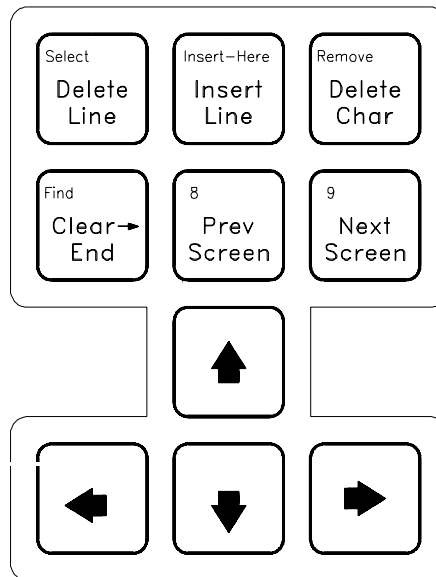 Select
Delete
Line
Insert-Here
Insert
Line
Remove
Delete
Char
Find
Clear→
End
8
Prev
Screen
9
Next
Screen